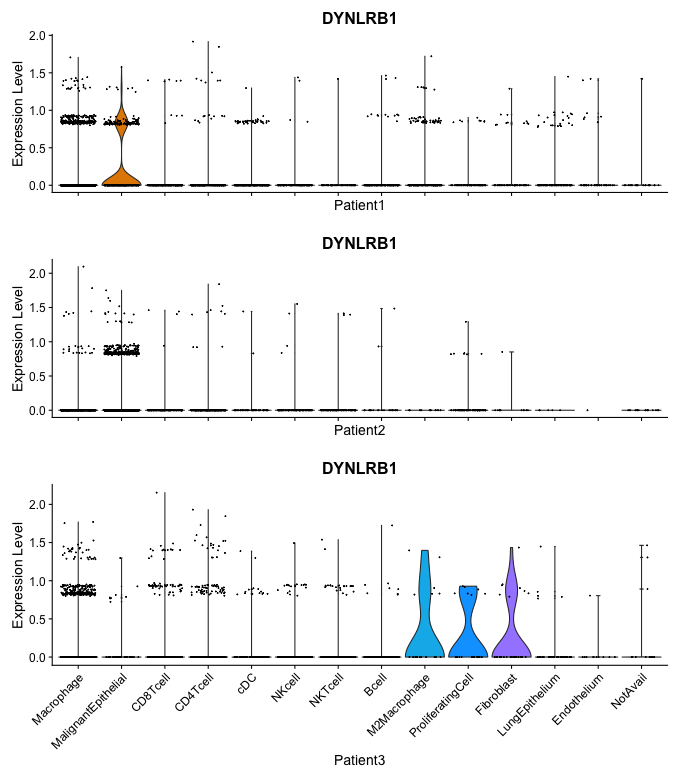 DYNLRB1
2.0
1.5
1.0
0.5
0.0
Expression Level
Patient1
DYNLRB1
2.0
1.5
1.0
0.5
0.0
Expression Level
Patient2
DYNLRB1
2.0
1.5
1.0
0.5
0.0
Expression Level
Macrophage
MalignantEpithelial
CD8Tcell
CD4Tcell
cDC
NKcell
NKTcell
Bcell
M2Macrophage
ProliferatingCell
Fibroblast
LungEpithelium
Endothelium
NotAvail
Patient3